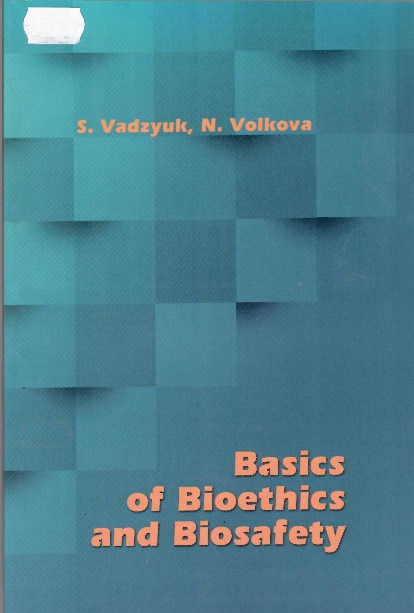 S. Vadzyuk, N. Volkova
Basics
of Bioethics
and Biosafety